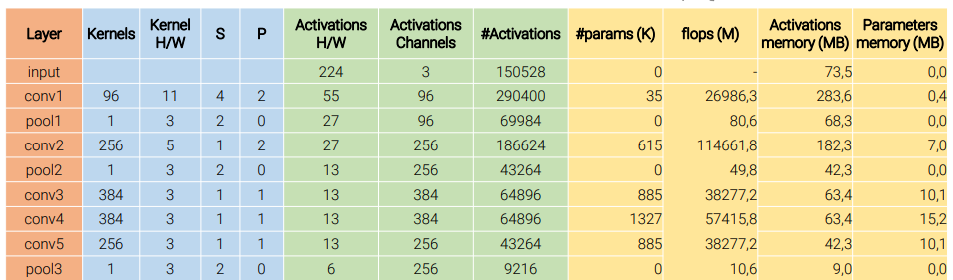 Layer Kernels Kernel H/W S P Activations H/W Activations Channels #Activations #params (K) flops (M) Activations memory (MB) Parameters memory (MB)
input 224 3 150528 0 - 73,5 0,0
conv1 96 11 4 2 55 96 290400 35 26986,3 283,6 0,4
pool1 1 3 2 0 27 96 69984 0 80,6 68,3 0,0
conv2 256 5 1 2 27 256 186624 615 114661,8 182,3 7,0
pool2 1 3 2 0 13 256 43264 0 49,8 42,3 0,0
conv3 384 3 1 1 13 384 64896 885 38277,2 63,4 10,1
conv4 384 3 1 1 13 384 64896 1327 57415,8 63,4 15,2
conv5 256 3 1 1 13 256 43264 885 38277,2 42,3 10,1
pool3 1 3 2 0 6 256 9216 0 10,6 9,0 0,0